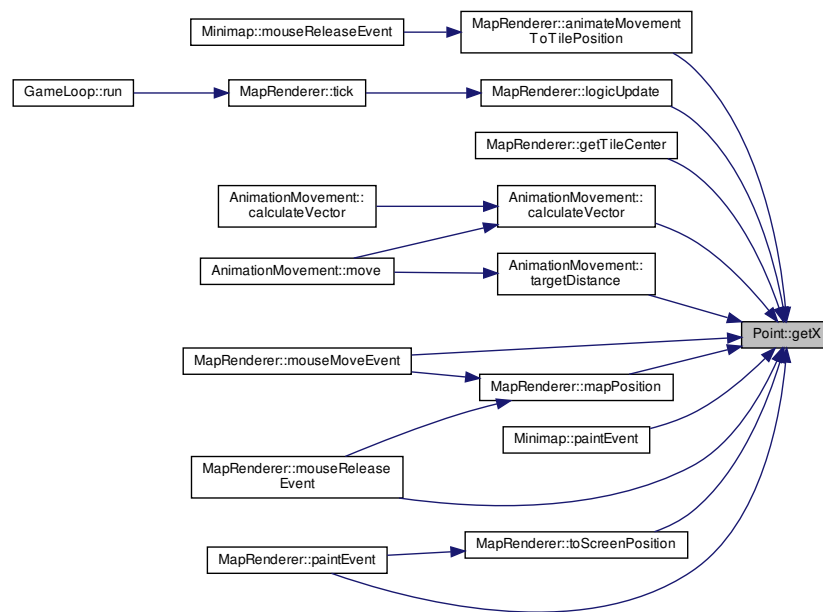 Minimap::mouseReleaseEvent
MapRenderer::animateMovement
ToTilePosition
GameLoop::run
MapRenderer::tick
MapRenderer::logicUpdate
MapRenderer::getTileCenter
AnimationMovement::
calculateVector
AnimationMovement::
calculateVector
AnimationMovement::move
AnimationMovement::
targetDistance
Point::getX
MapRenderer::mouseMoveEvent
MapRenderer::mapPosition
Minimap::paintEvent
MapRenderer::mouseRelease
Event
MapRenderer::toScreenPosition
MapRenderer::paintEvent